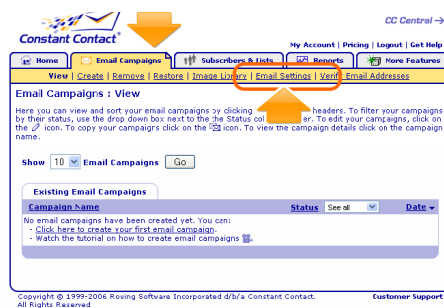 CC Central →
Constant Contact®
My Account | Pricing | Logout | Get Help
Home Email Campaigns Subscribers & Lists Reports More Features
View | Create | Remove | Restore | Image Library | Email Settings | Verify Email Addresses
Email Campaigns : View
Here you can view and sort your email campaigns by clicking headers. To filter your campaigns
by their status, use the drop down box next to the the Status col er. To edit your campaigns, click on
the icon. To copy your campaigns click on the icon. To view the campaign details click on the campaign
name.
Show 10 Email Campaigns Go
Existing Email Campaigns
Campaign Name Status See all Date
No email campaigns have been created yet. You can:
- Click here to create your first email campaign.
- Watch the tutorial on how to create email campaigns
Copyright © 1999-2006 Roving Software Incorporated d/b/a Constant Contact. Customer Support
All Rights Reserved